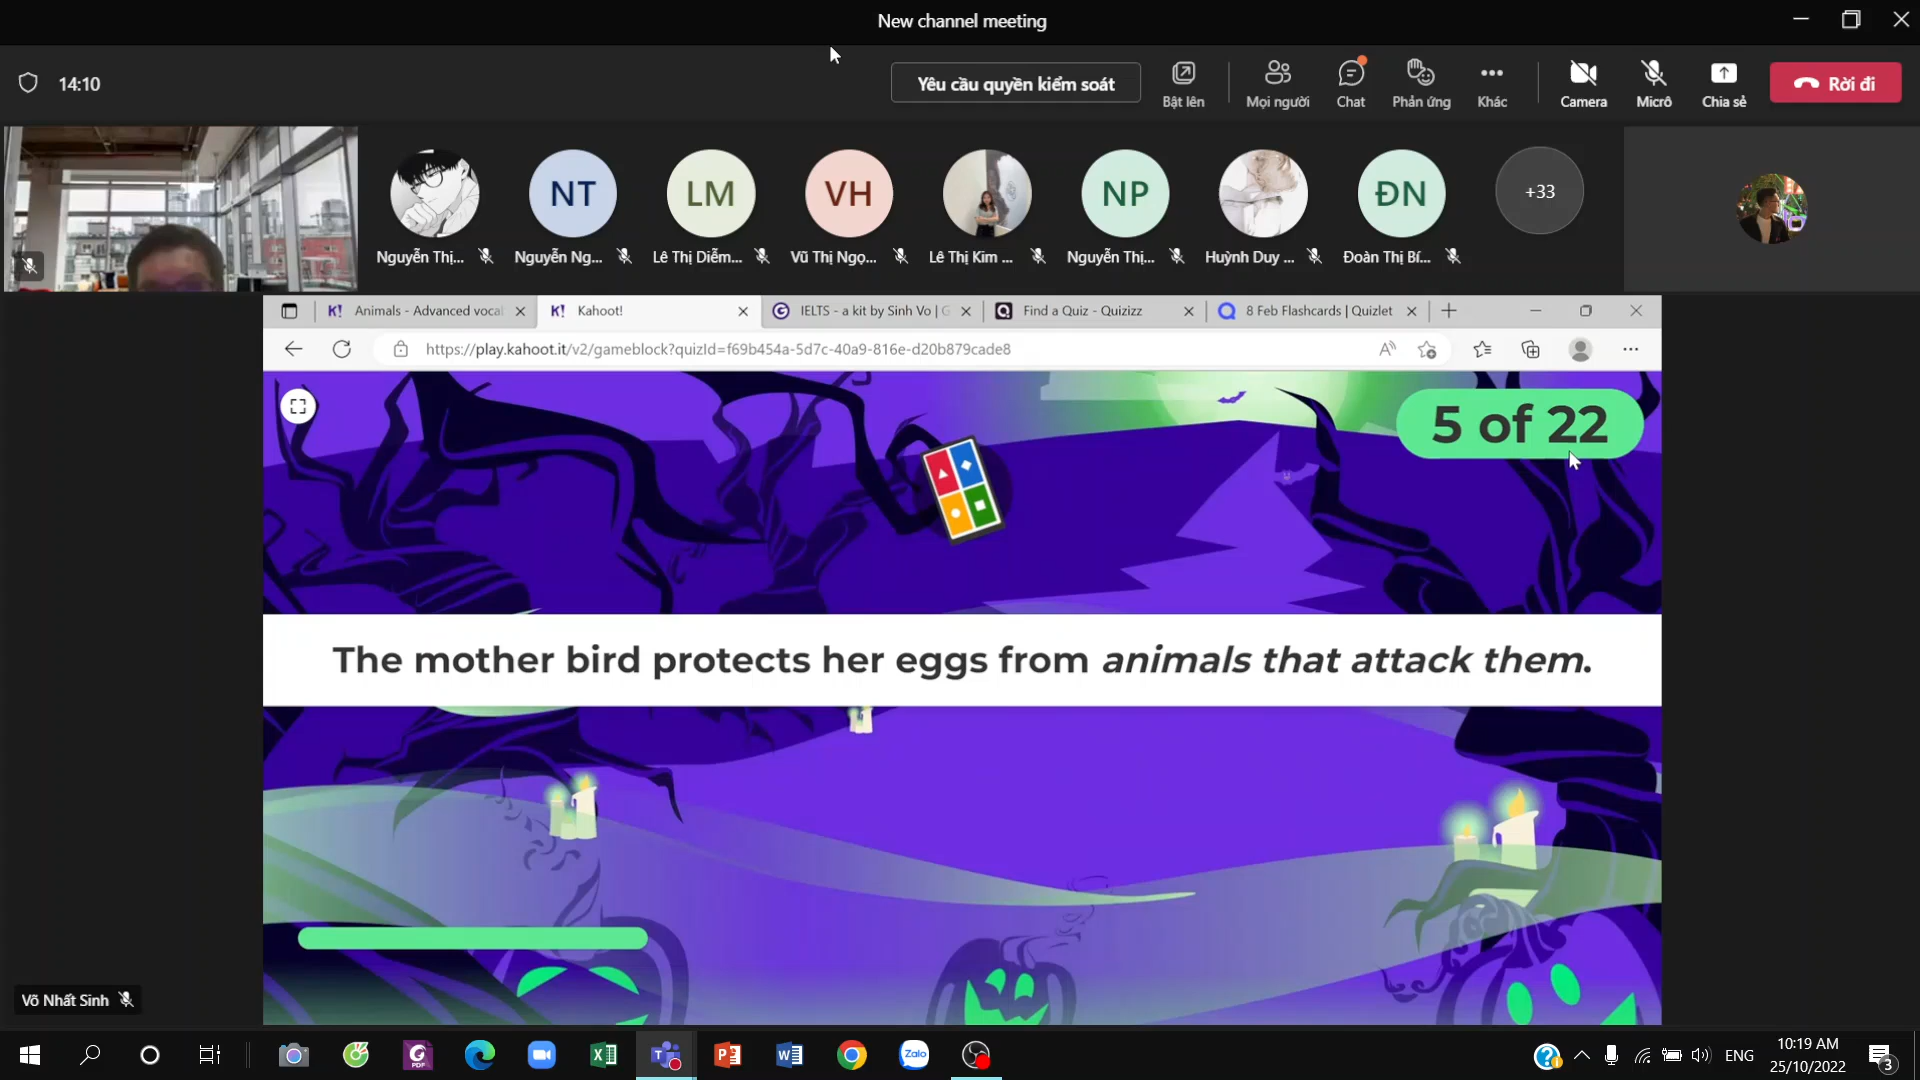 New channel meeting
14:10
Yêu cầu quyền kiểm soát
Bật lên
Mọi người
Chat
Phản ứng
Khác
Camera
Micrô
Chia sẻ
Rời đi
NT
LM
VH
NP
ĐN
+33
Nguyễn Thị...
Nguyễn Ng...
Lê Thị Diễm...
Vũ Thị Ngọ...
Lê Thị Kim ...
Nguyễn Thị...
Huỳnh Duy ...
Đoàn Thị Bí...
K! Animals - Advanced vocal
K! Kahoot!
IELTS - a kit by Sinh Vo | G
Find a Quiz - Quizizz
8 Feb Flashcards | Quizlet
https://play.kahoot.it/v2/gameblock?quizId=f69b454a-5d7c-40a9-816e-d20b879cade8
5 of 22
The mother bird protects her eggs from animals that attack them.
Võ Nhất Sinh
PDF
Zalo
ENG
10:19 AM
25/10/2022
3